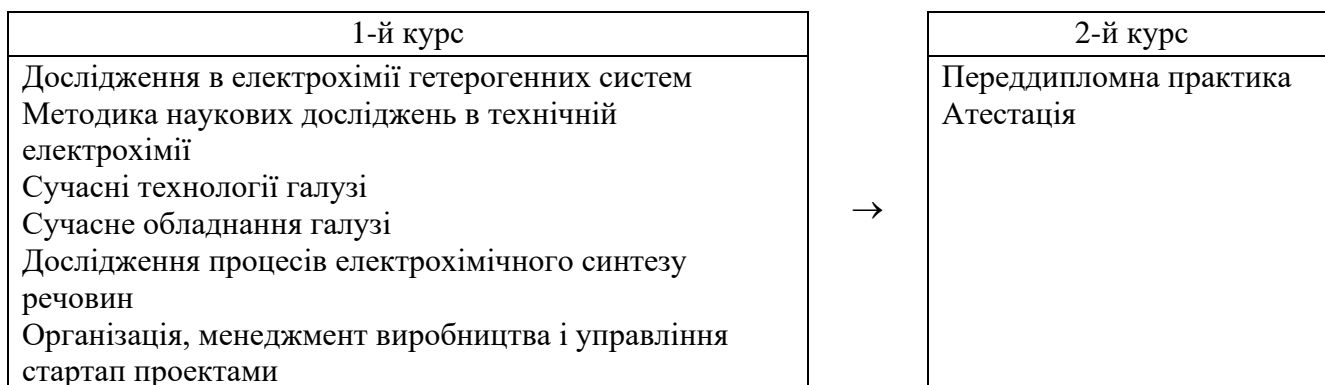 1-й курс
Дослідження в електрохімії гетерогенних систем
Методика наукових досліджень в технічній
електрохімії
Сучасні технології галузі
Сучасне обладнання галузі
Дослідження процесів електрохімічного синтезу
речовин
Організація, менеджмент виробництва і управління
стартап проектами
→
2-й курс
Переддипломна практика
Атестація